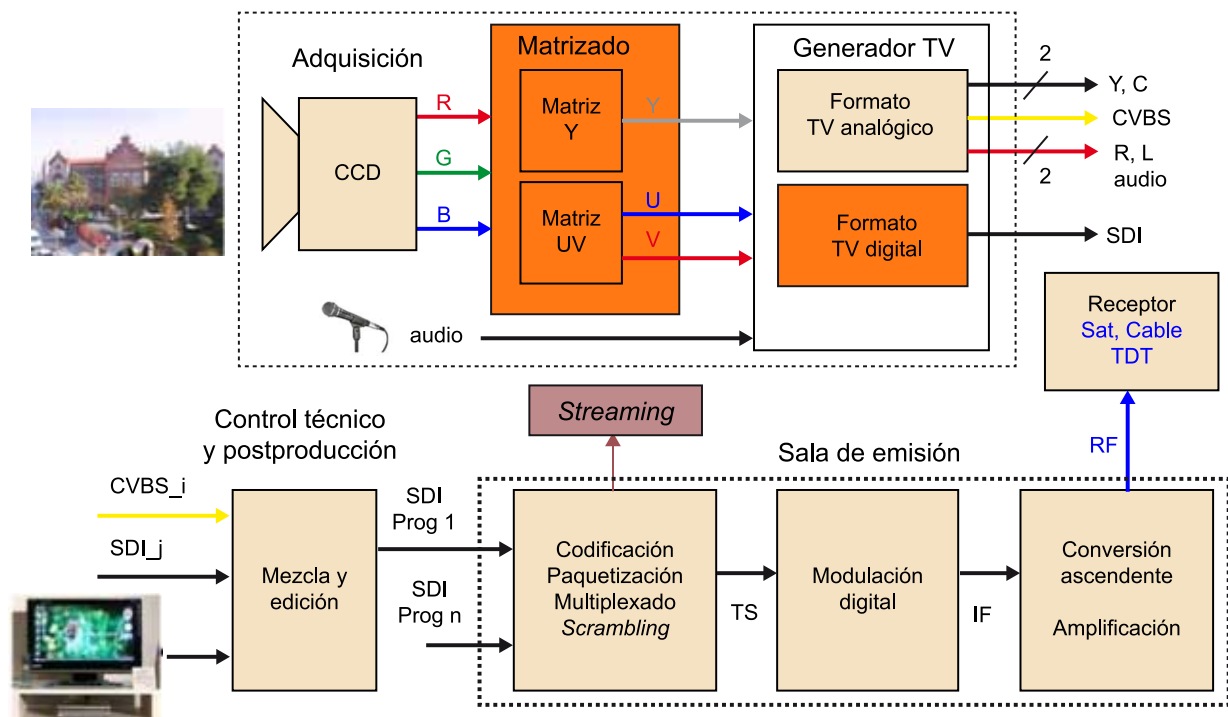 Adquisición
Matrizado
Generador TV
CCD
R
G
B
Matriz
Y
Matriz
UV
Y
U
V
Formato
TV analógico
Formato
TV digital
2
Y, C
CVBS
R, L
2
audio
SDI
audio
Receptor
Sat, Cable
TDT
RF
Streaming
Control técnico
y postproducción
Sala de emisión
CVBS_i
SDI_j
Mezcla y
edición
SDI
Prog 1
SDI
Prog n
Codificación
Paquetización
Multiplexado
Scrambling
TS
Modulación
digital
IF
Conversión
ascendente
Amplificación